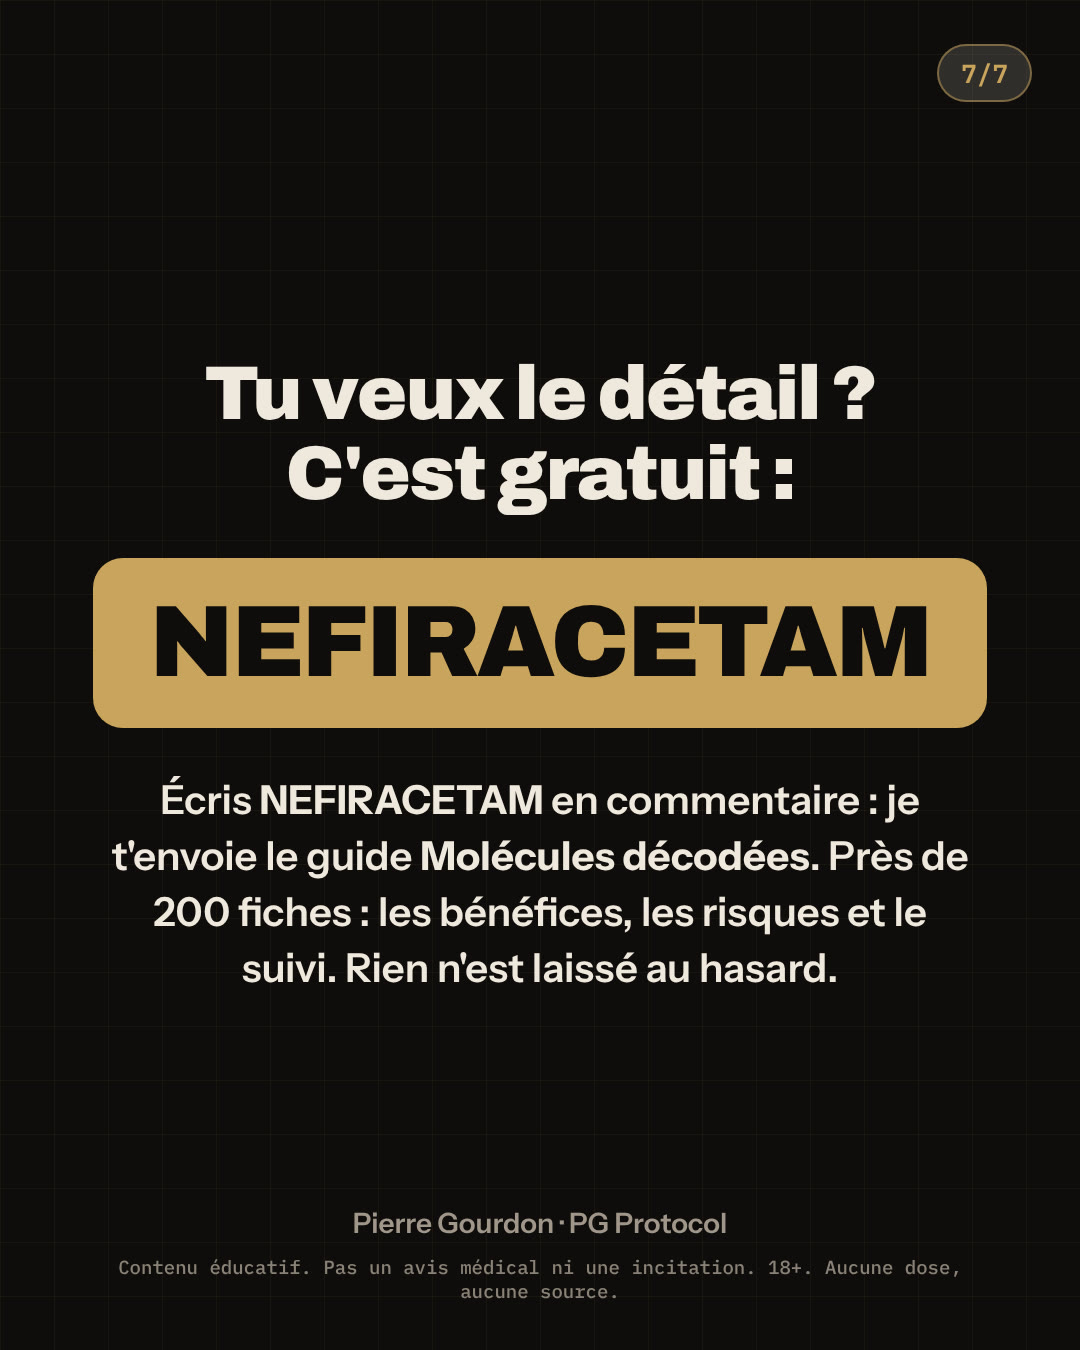 7/7
Tu veux le détail ?
C'est gratuit :
NEFIRACETAM
Écris NEFIRACETAM en commentaire : je
t'envoie le guide Molécules décodées. Près de
200 fiches : les bénéfices, les risques et le
suivi. Rien n'est laissé au hasard.
Pierre Gourdon · PG Protocol
Contenu éducatif. Pas un avis médical ni une incitation. 18+. Aucune dose,
aucune source.